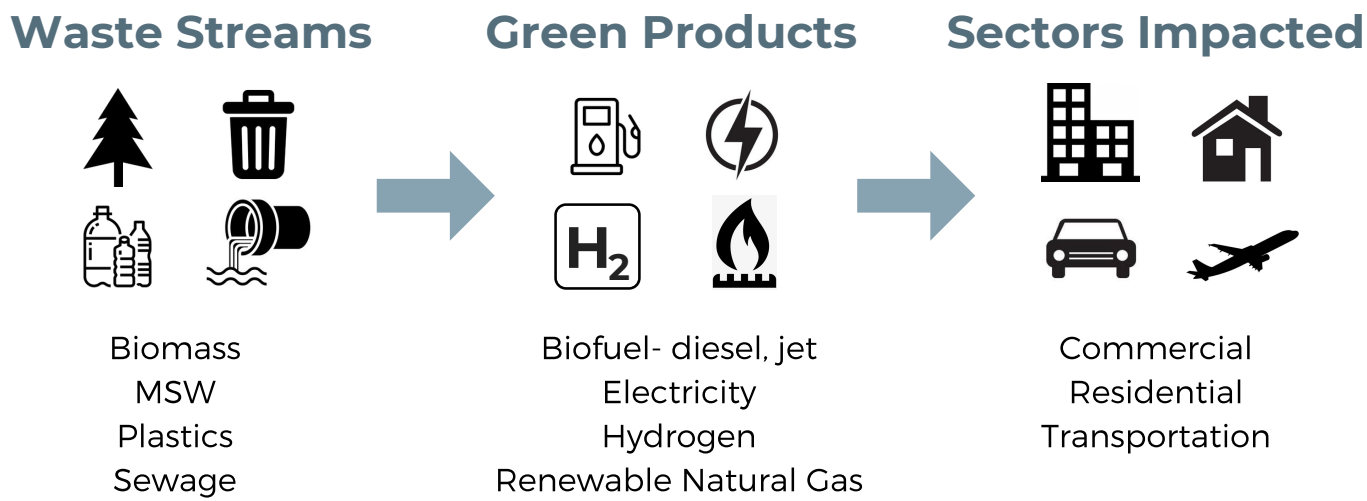 Waste Streams
Green Products
Sectors Impacted
H2
Biomass
MSW
Plastics
Sewage
Biofuel- diesel, jet
Electricity
Hydrogen
Renewable Natural Gas
Commercial
Residential
Transportation